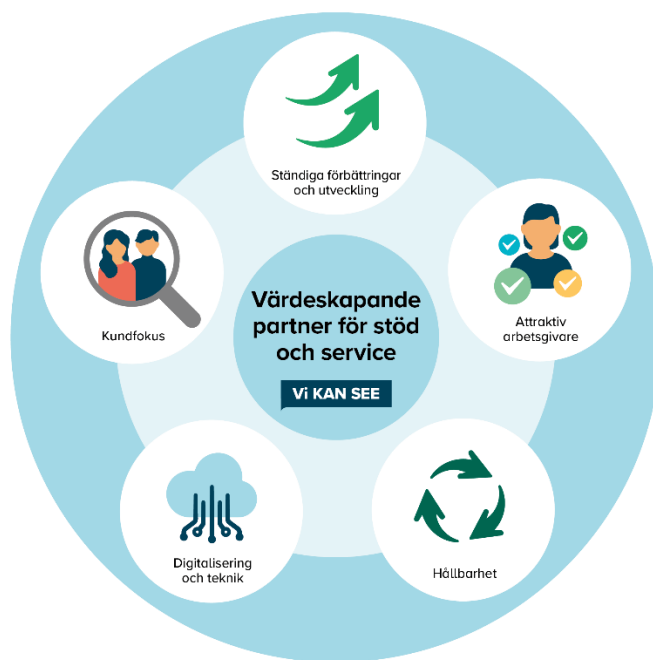 Ständiga förbättringar
och utveckling
Kundfokus
Värdeskapande
partner för stöd
och service
Vi KAN SEE
Attraktiv
arbetsgivare
Digitalisering
och teknik
Hållbarhet